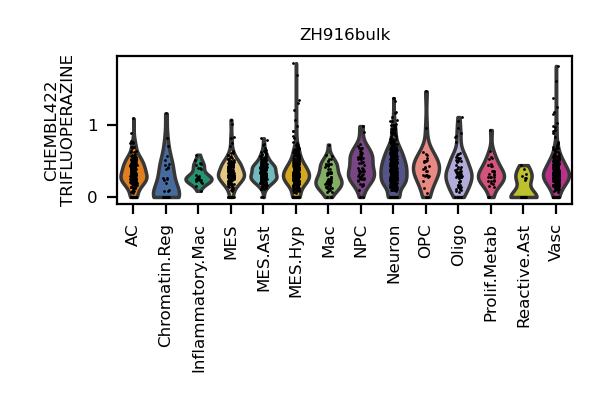 ZH916bulk
CHEMBL422
TRIFLUOPERAZINE
1
0
AC
Chromatin.Reg
Inflammatory.Mac
MES
MES.Ast
MES.Hyp
Mac
NPC
Neuron
OPC
Oligo
Prolif.Metab
Reactive.Ast
Vasc